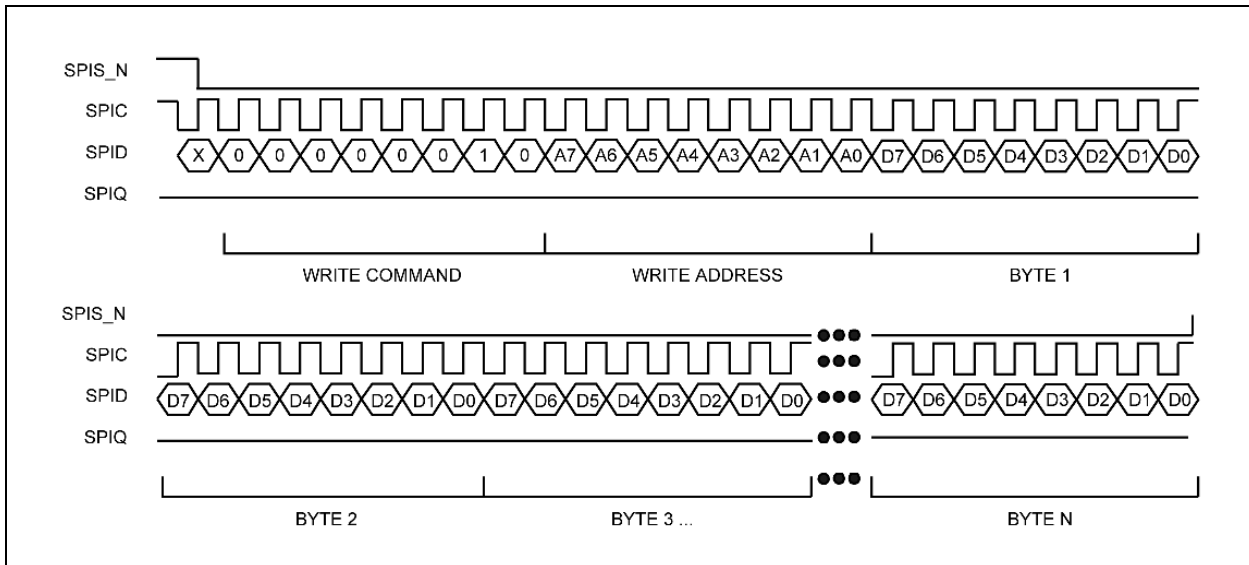 SPIS_N
SPIC
SPID X 0 0 0 0 0 0 1 0 A7 A6 A5 A4 A3 A2 A1 A0 D7 D6 D5 D4 D3 D2 D1 D0
SPIQ
WRITE COMMAND WRITE ADDRESS BYTE 1
SPIS_N
SPIC
SPID D7 D6 D5 D4 D3 D2 D1 D0 D7 D6 D5 D4 D3 D2 D1 D0 D7 D6 D5 D4 D3 D2 D1 D0
SPIQ
BYTE 2 BYTE 3 ... BYTE N